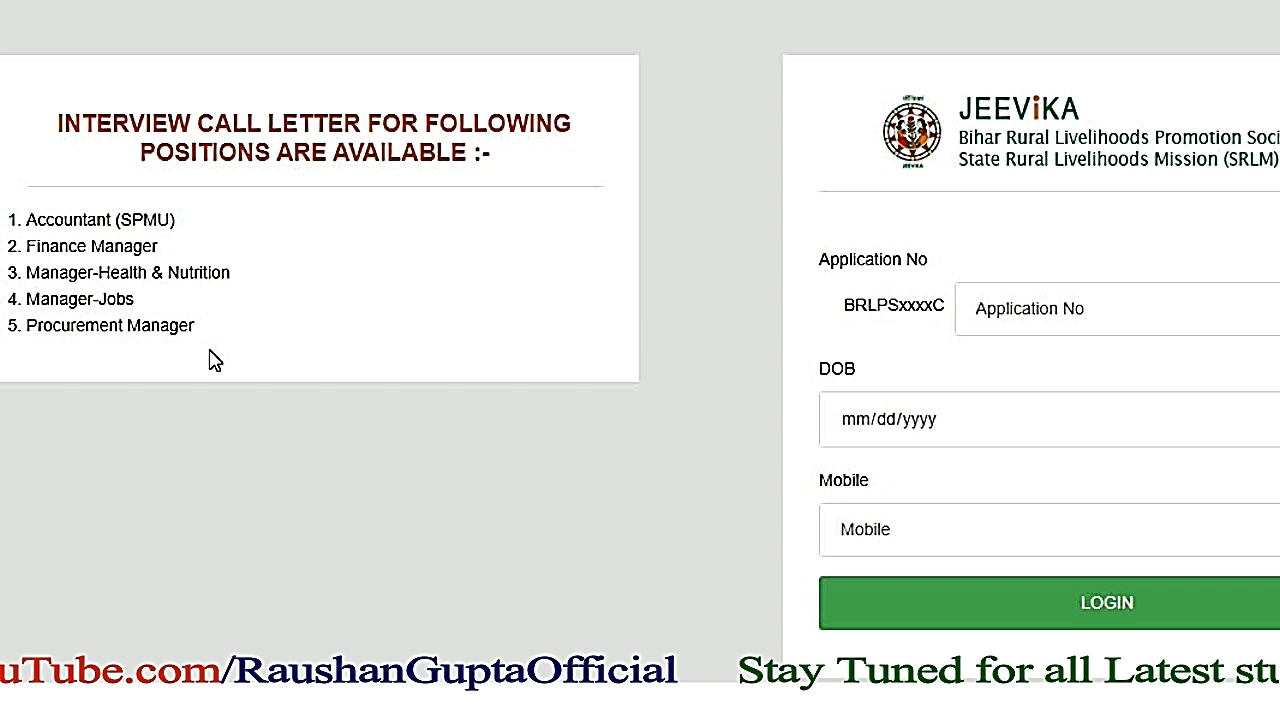 INTERVIEW CALL LETTER FOR FOLLOWING
POSITIONS ARE AVAILABLE :-
1. Accountant (SPMU)
2. Finance Manager
3. Manager-Health & Nutrition
4. Manager-Jobs
5. Procurement Manager
JEEViKA
Bihar Rural Livelihoods Promotion Soci
State Rural Livelihoods Mission (SRLM)
JEEViKA
Application No
BRLPSxxxxC Application No
DOB
mm/dd/yyyy
Mobile
Mobile
LOGIN
uTube.com/RaushanGuptaOfficial Stay Tuned for all Latest stu